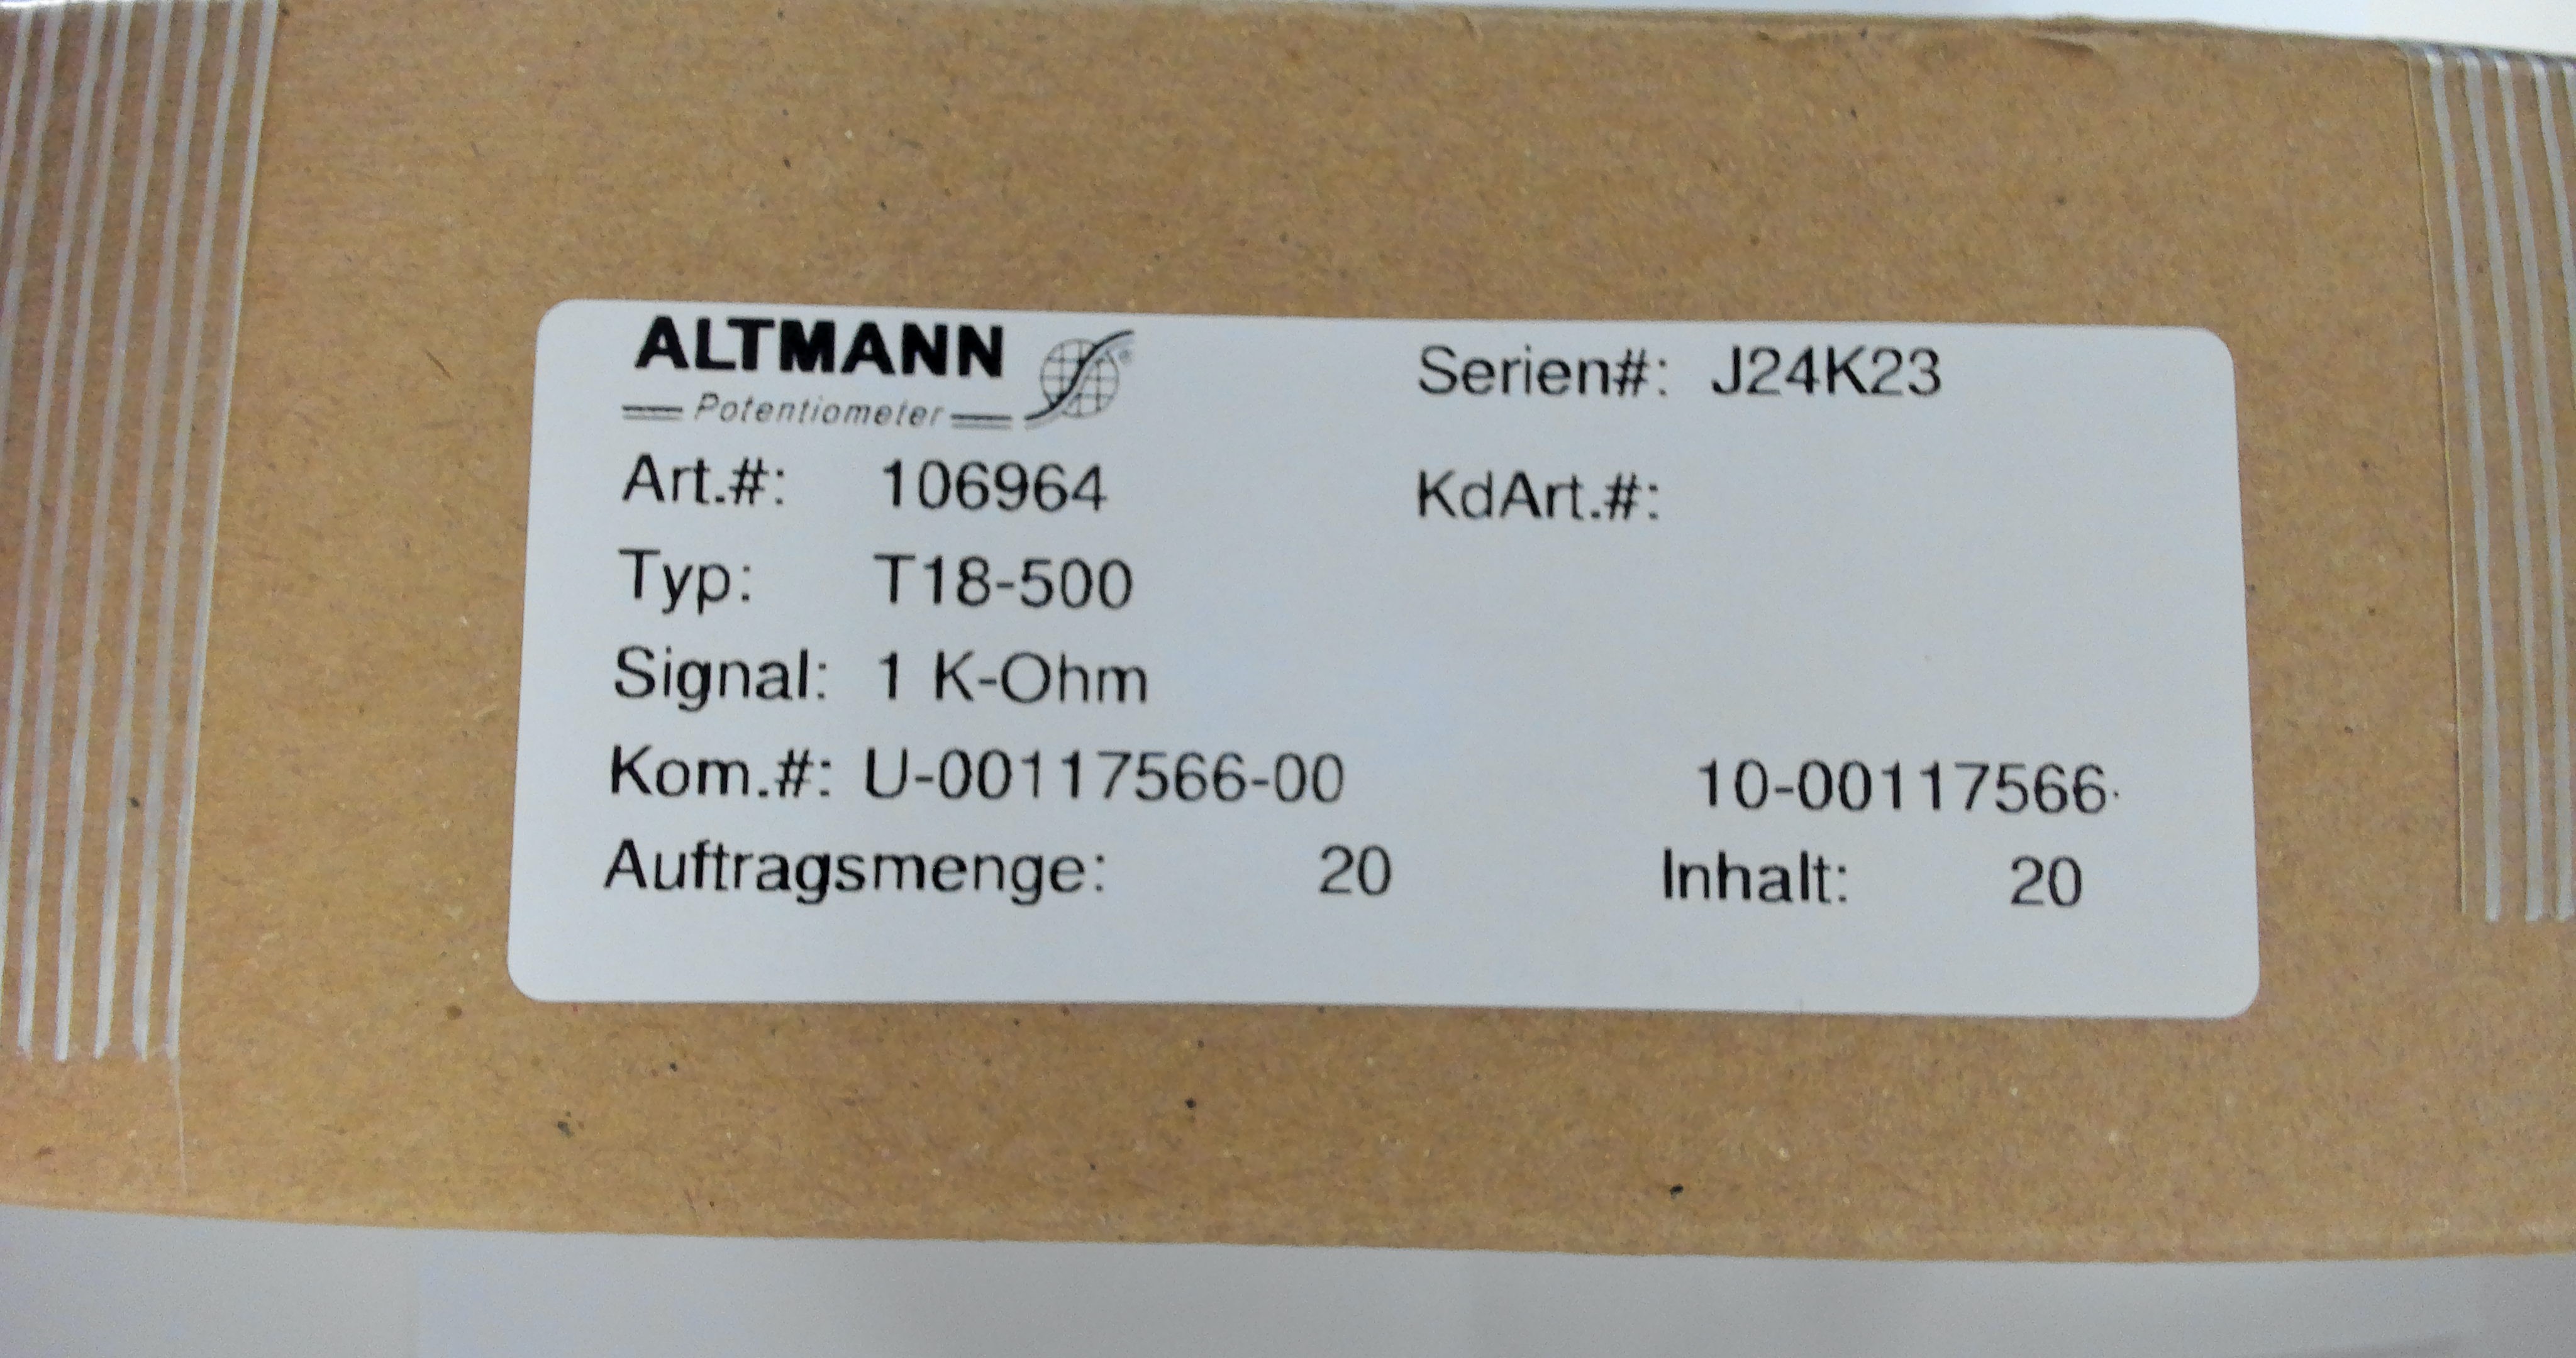 ALTMANN
Potentiometer
Serien#: J24K23
Art.#: 106964
KdArt.#:
Typ: T18-500
Signal: 1 K-Ohm
Kom.#: U-00117566-00 10-00117566-
Auftragsmenge: 20 Inhalt: 20